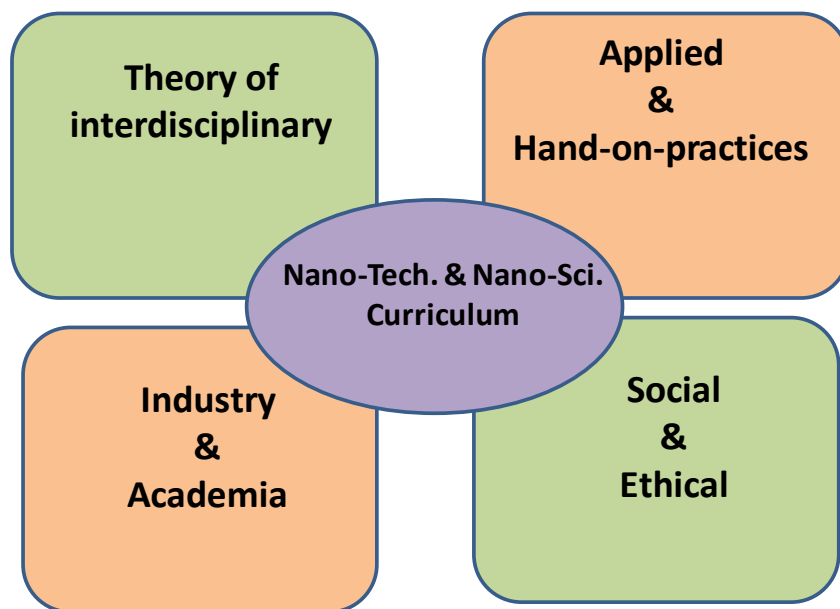 Theory of
interdisciplinary
Applied
&
Hand-on-practices
Nano-Tech. & Nano-Sci.
Curriculum
Industry
&
Academia
Social
&
Ethical